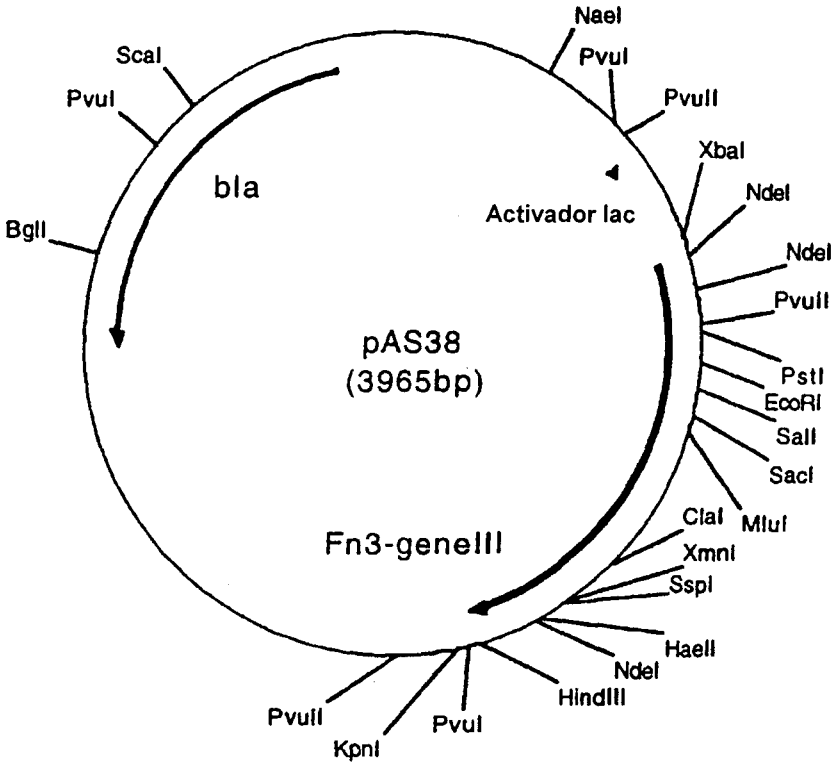 NaeI
ScaI
PvuI
PvuI
PvuII
XbaI
bla
NdeI
Activador lac
BglI
NdeI
PvuII
pAS38
(3965bp)
PstI
EcoRI
SalI
SacI
MluI
ClaI
Fn3-geneIII
XmnI
SspI
HaeII
NdeI
HindIII
PvuII
PvuI
KpnI